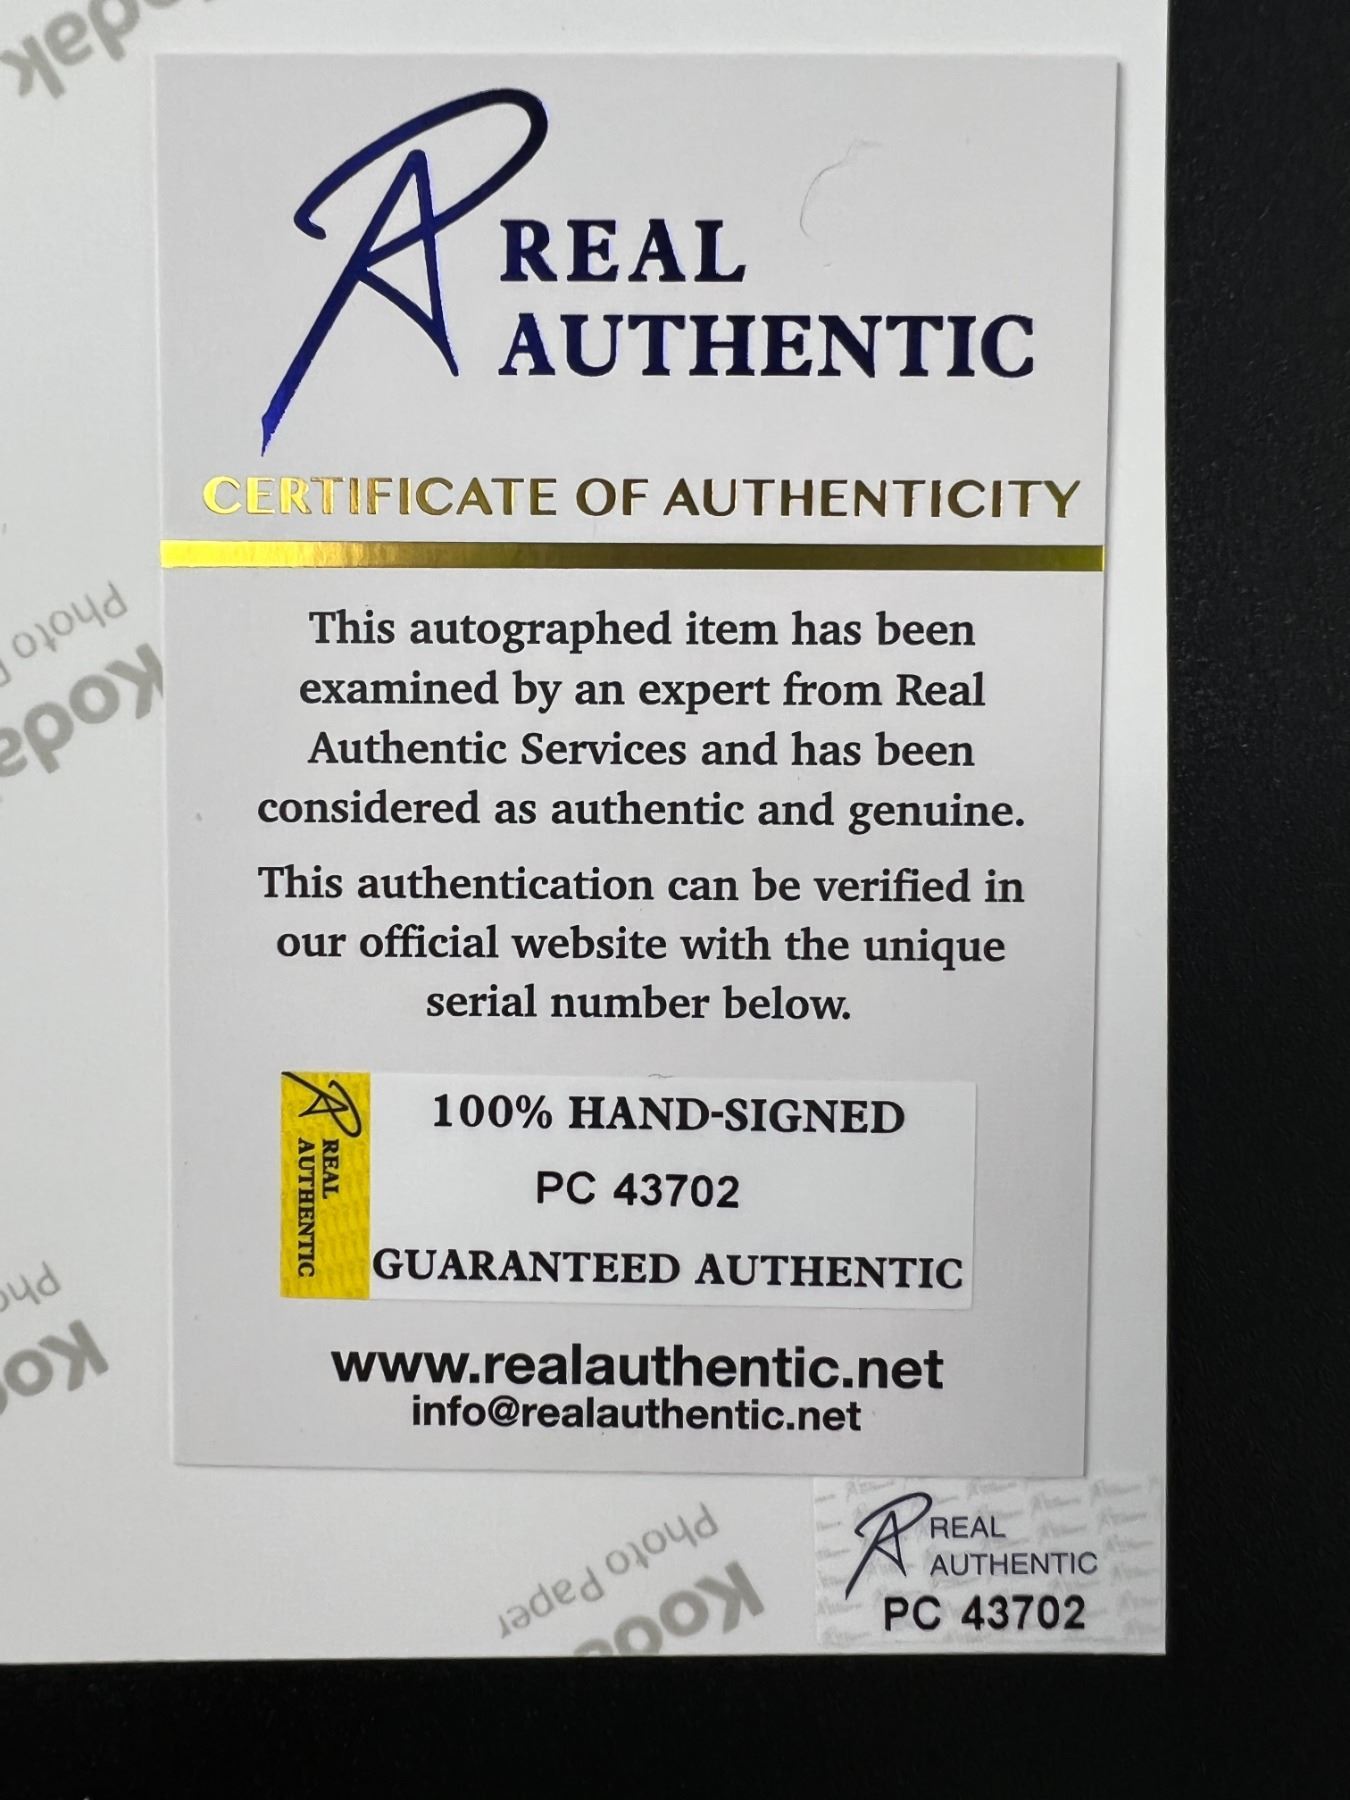 Kodak
REAL
AUTHENTIC
CERTIFICATE OF AUTHENTICITY
This autographed item has been
examined by an expert from Real
Authentic Services and has been
considered as authentic and genuine.
This authentication can be verified in
our official website with the unique
serial number below.
REAL
AUTHENTIC
100% HAND-SIGNED
PC 43702
GUARANTEED AUTHENTIC
www.realauthentic.net
info@realauthentic.net
Photo
Kodak
Photo Paper
Kodak
REAL
AUTHENTIC
PC 43702